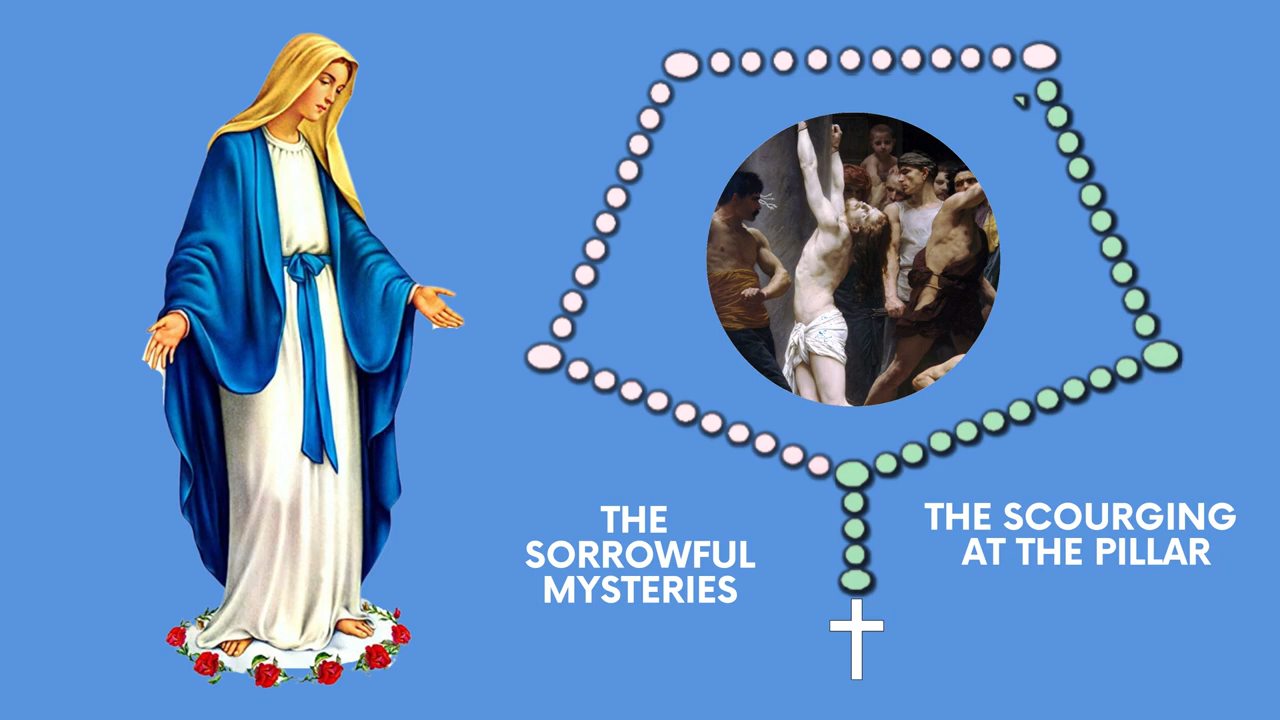 THE
SORROWFUL
MYSTERIES
THE SCOURGING
AT THE PILLAR